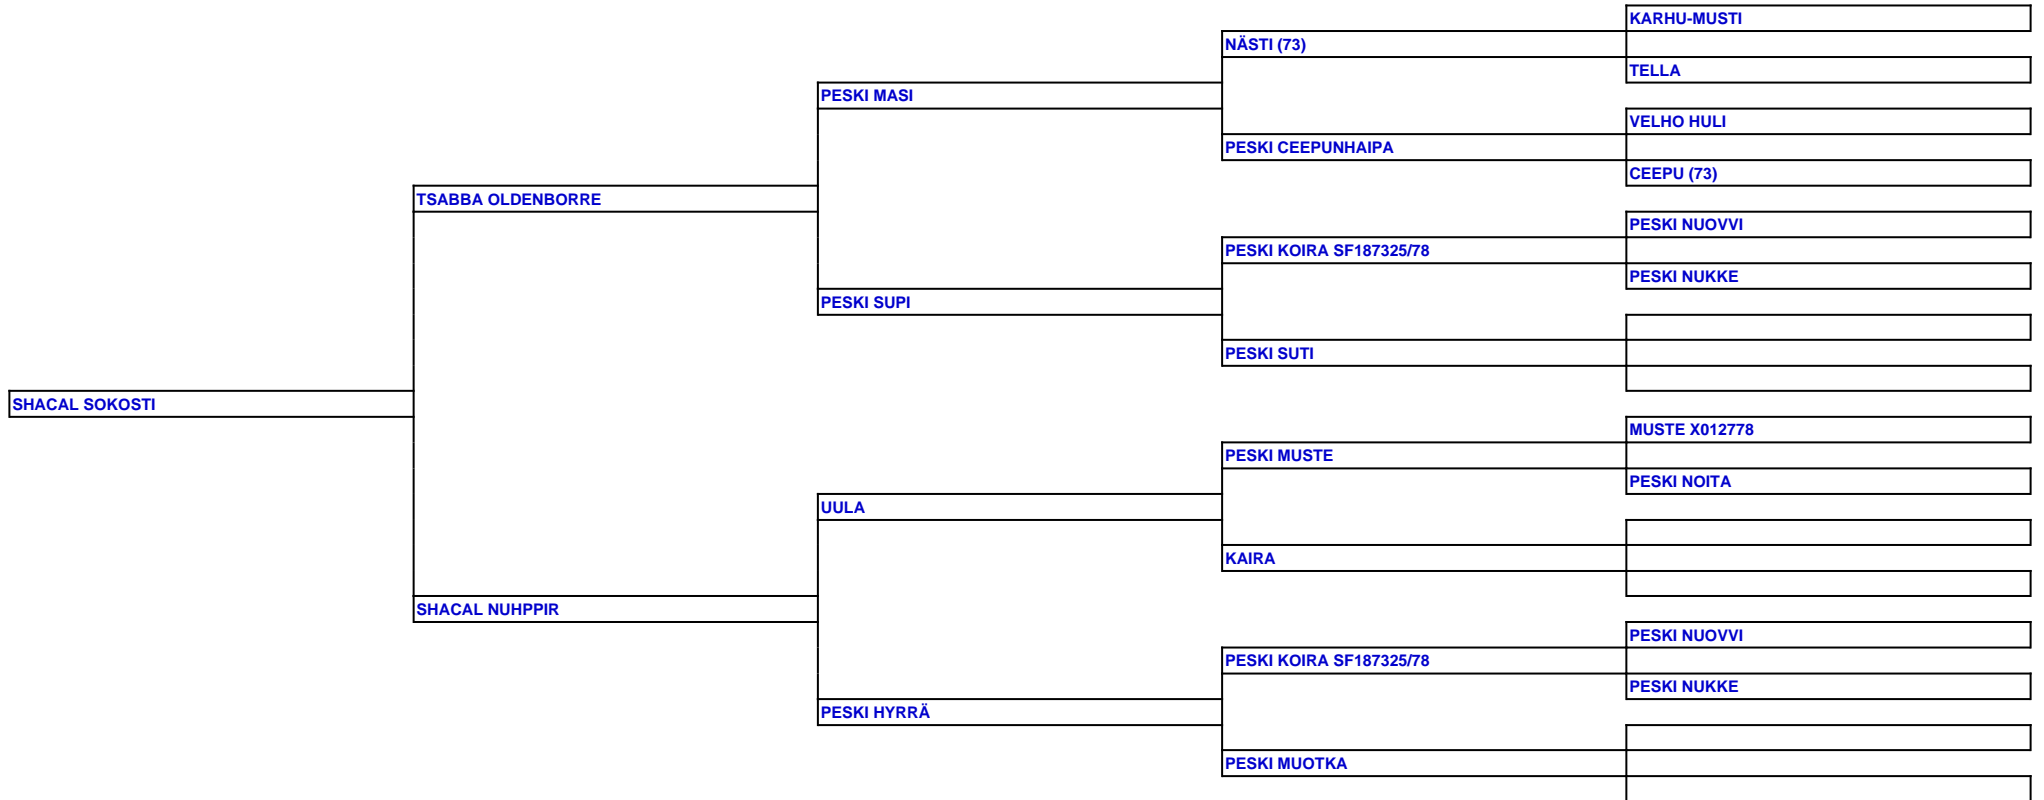 KARHU-MUSTI
NÄSTI (73)
TELLA
PESKI MASI
VELHO HULI
PESKI CEEPUNHAIPA
CEEPU (73)
TSABBA OLDENBORRE
PESKI NUOVVI
PESKI KOIRA SF187325/78
PESKI NUKKE
PESKI SUPI
PESKI SUTI
SHACAL SOKOSTI
MUSTE X012778
PESKI MUSTE
PESKI NOITA
UULA
KAIRA
SHACAL NUHPPIR
PESKI NUOVVI
PESKI KOIRA SF187325/78
PESKI NUKKE
PESKI HYRRÄ
PESKI MUOTKA